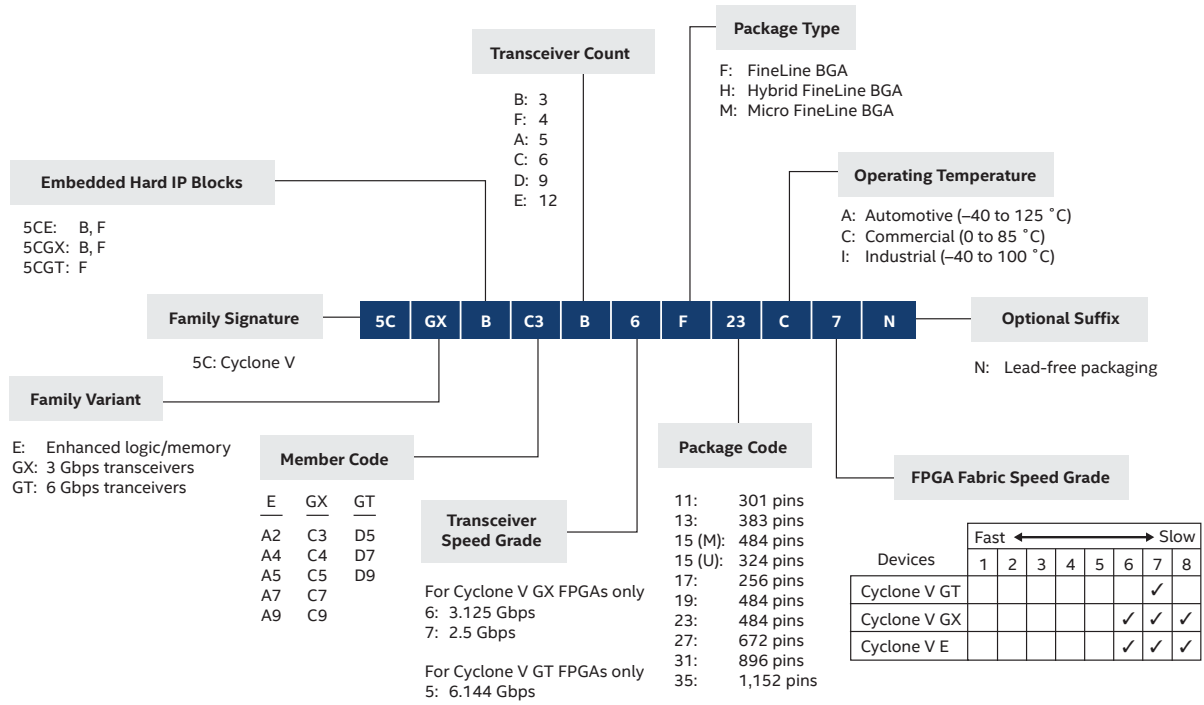 Package Type
F: FineLine BGA
H: Hybrid FineLine BGA
M: Micro FineLine BGA
Transceiver Count
B: 3
F: 4
A: 5
C: 6
D: 9
E: 12
Embedded Hard IP Blocks
5CE: B, F
5CGX: B, F
5CGT: F
Operating Temperature
A: Automotive (–40 to 125 ˚C)
C: Commercial (0 to 85 ˚C)
I: Industrial (–40 to 100 ˚C)
Family Signature
5C: Cyclone V
5C GX B C3 B 6 F 23 C 7 N
Optional Suffix
N: Lead-free packaging
Family Variant
E: Enhanced logic/memory
GX: 3 Gbps transceivers
GT: 6 Gbps tranceivers
Member Code
E GX GT
A2 C3 D5
A4 C4 D7
A5 C5 D9
A7 C7
A9 C9
Transceiver
Speed Grade
For Cyclone V GX FPGAs only
6: 3.125 Gbps
7: 2.5 Gbps
For Cyclone V GT FPGAs only
5: 6.144 Gbps
Package Code
11: 301 pins
13: 383 pins
15 (M): 484 pins
15 (U): 324 pins
17: 256 pins
19: 484 pins
23: 484 pins
27: 672 pins
31: 896 pins
35: 1,152 pins
FPGA Fabric Speed Grade
Fast Slow
Devices 1 2 3 4 5 6 7 8
Cyclone V GT ✓
Cyclone V GX ✓ ✓ ✓
Cyclone V E ✓ ✓ ✓